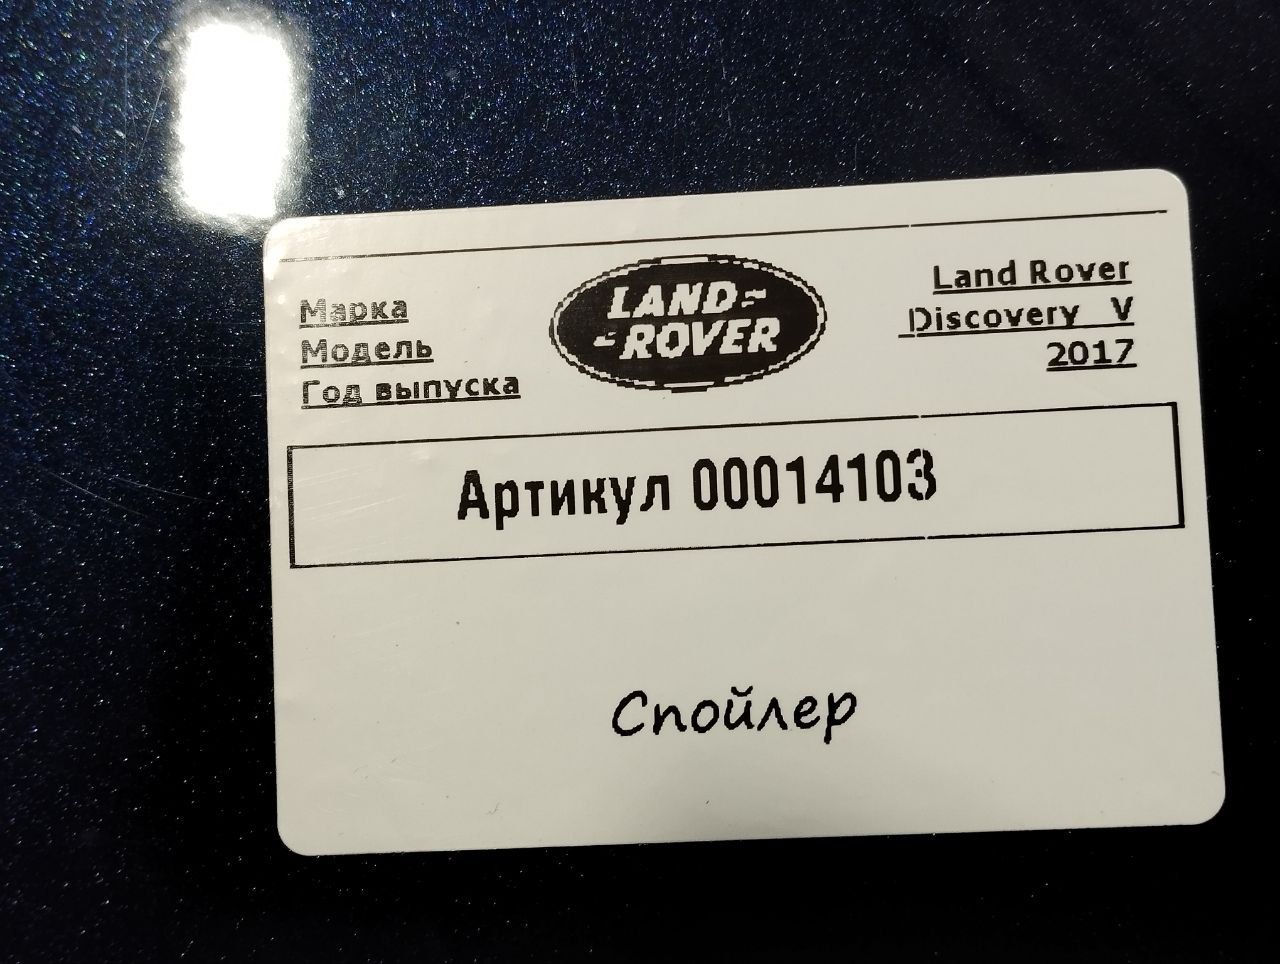 Марка
Модель
Год выпуска
LAND-
-ROVER
Land Rover
Discovery V
2017
Артикул 00014103
Спойлер